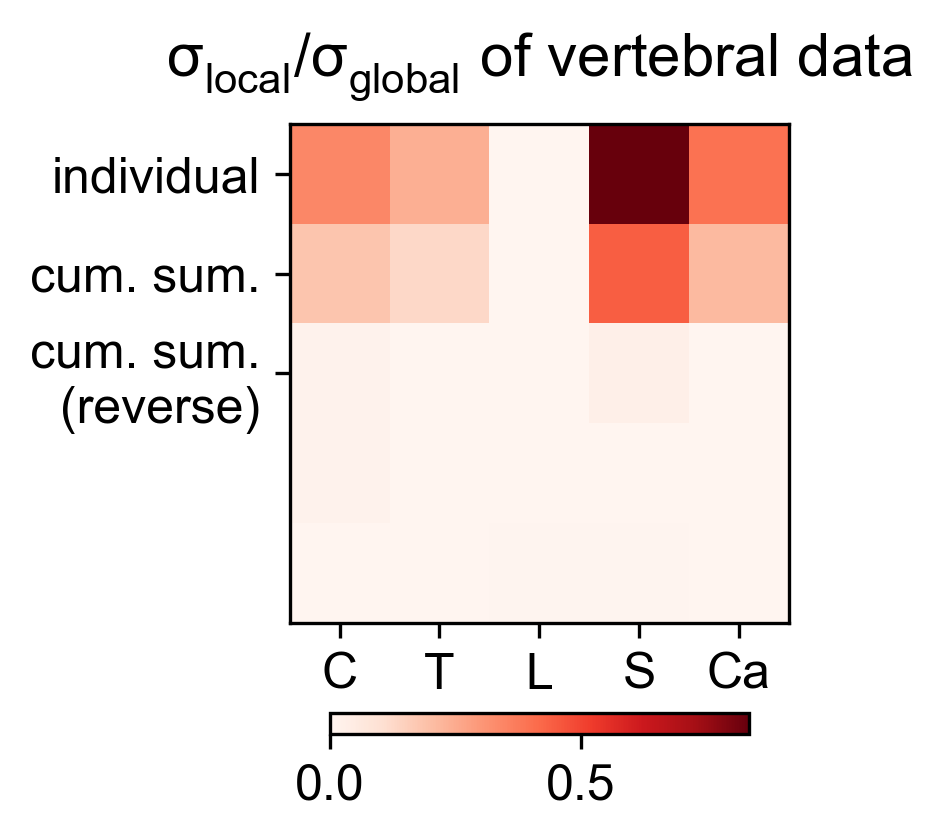 σlocal/σglobal of vertebral data
individual
cum. sum.
cum. sum.
(reverse)
C T L S Ca
0.0 0.5